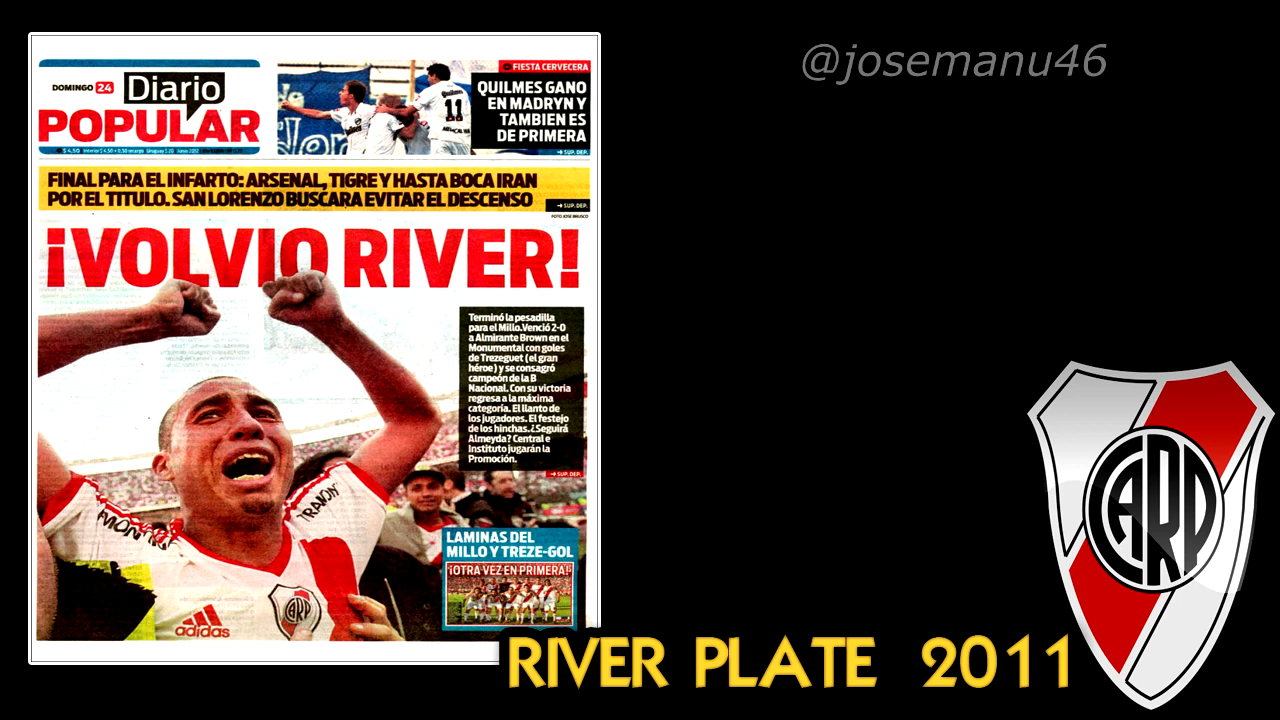 @josemanu46
DOMINGO 24
Diario
POPULAR
FIESTA CERVECERA
QUILMES GANO
EN MADRYN Y
TAMBIEN ES
DE PRIMERA
SUP. DEP.
FINAL PARA EL INFARTO: ARSENAL, TIGRE Y HASTA BOCA IRAN
POR EL TITULO. SAN LORENZO BUSCARA EVITAR EL DESCENSO
SUP. DEP.
¡VOLVIO RIVER!
Terminó la pesadilla
para el Millo. Venció 2-0
a Almirante Brown en el
Monumental con goles
de Trezeguet (el gran
héroe) y se consagró
campeón de la B
Nacional. Con su victoria
regresa a la máxima
categoría. El llanto de
los jugadores. El festejo
de los hinchas. ¿Seguirá
Almeyda? Central e
Instituto jugarán la
Promoción.
SUP. DEP.
LAMINAS DEL
MILLO Y TREZE-GOL
¡OTRA VEZ EN PRIMERA!
adidas
CARP
Quilmes
11
RIVER PLATE 2011
CARP